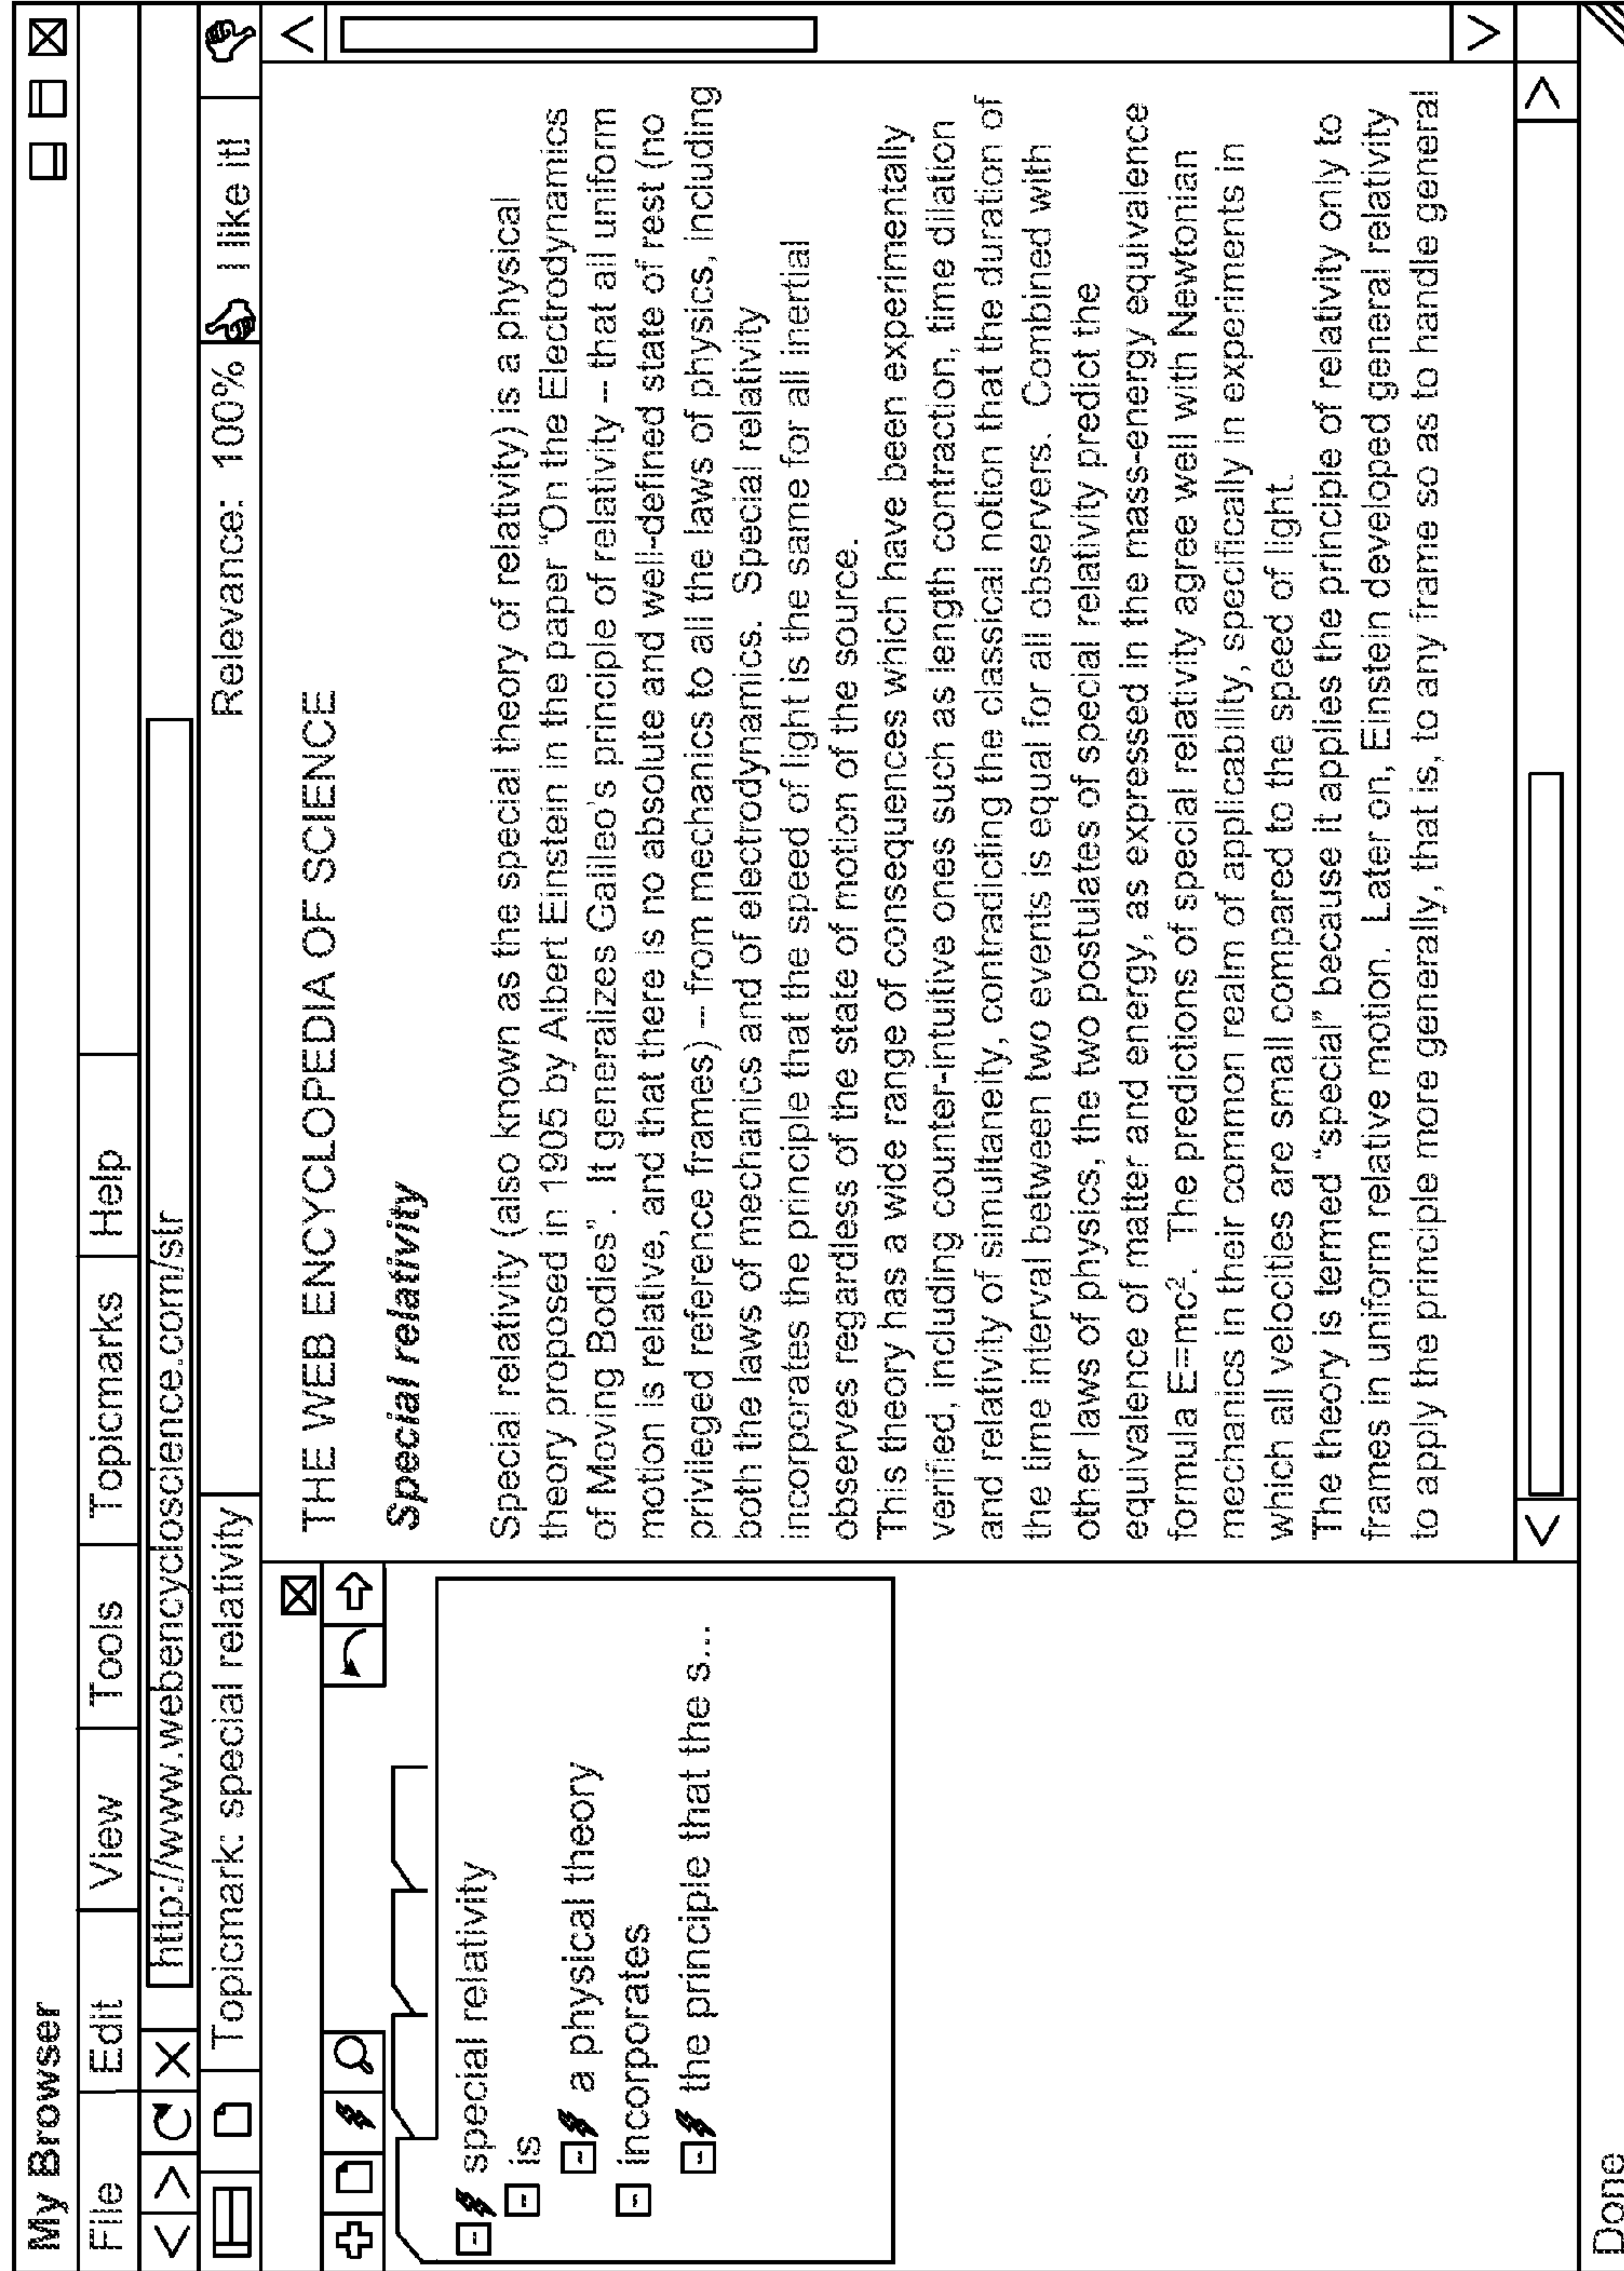 My Browser
File Edit View Tools Topicmarks Help
http://www.webencycloscience.com/str
Topicmark: special relativity Relevance: 100% I like it!
special relativity
is
a physical theory
incorporates
the principle that the s...
THE WEB ENCYCLOPEDIA OF SCIENCE
Special relativity
Special relativity (also known as the special theory of relativity) is a physical
theory proposed in 1905 by Albert Einstein in the paper "On the Electrodynamics
of Moving Bodies". It generalizes Galileo's principle of relativity -- that all uniform
motion is relative, and that there is no absolute and well-defined state of rest (no
privileged reference frames) -- from mechanics to all the laws of physics, including
both the laws of mechanics and of electrodynamics. Special relativity
incorporates the principle that the speed of light is the same for all inertial
observes regardless of the state of motion of the source.
This theory has a wide range of consequences which have been experimentally
verified, including counter-intuitive ones such as length contraction, time dilation
and relativity of simultaneity, contradicting the classical notion that the duration of
the time interval between two events is equal for all observers. Combined with
other laws of physics, the two postulates of special relativity predict the
equivalence of matter and energy, as expressed in the mass-energy equivalence
formula E=mc². The predictions of special relativity agree well with Newtonian
mechanics in their common realm of applicability, specifically in experiments in
which all velocities are small compared to the speed of light.
The theory is termed "special" because it applies the principle of relativity only to
frames in uniform relative motion. Later on, Einstein developed general relativity
to apply the principle more generally, that is, to any frame so as to handle general
Done